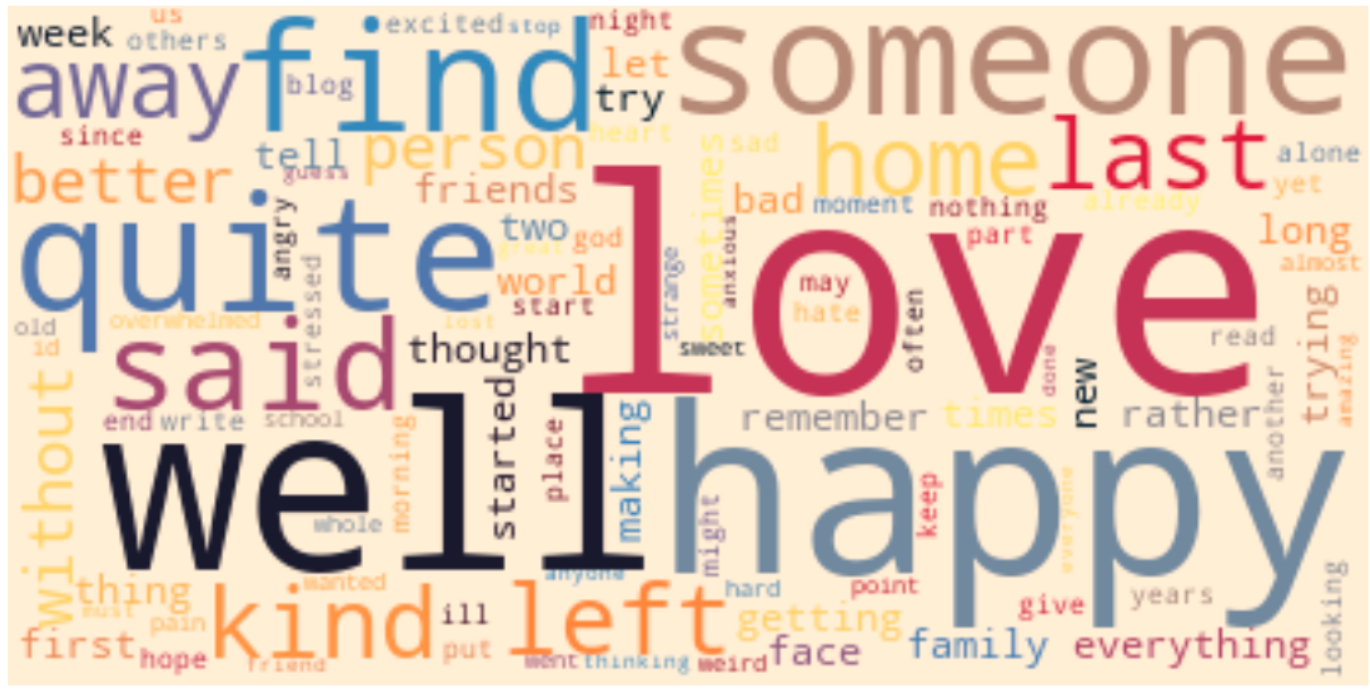 week others us find excited stop night someone
away blog let try
since tell guess person heart sometimes sad home last alone
better friends yet
quite angry two god great bad moment nothing already
world strange anxious love part long almost
stressed start may hate often
old id overwhelmed lost sweet read trying amazing
said thought done new another
without end write school started making remember times rather
well morning place happy
whole might keep everyone
thing must wanted anyone hard point years looking
pain kind ill left getting give
first hope friend put went thinking weird face family everything